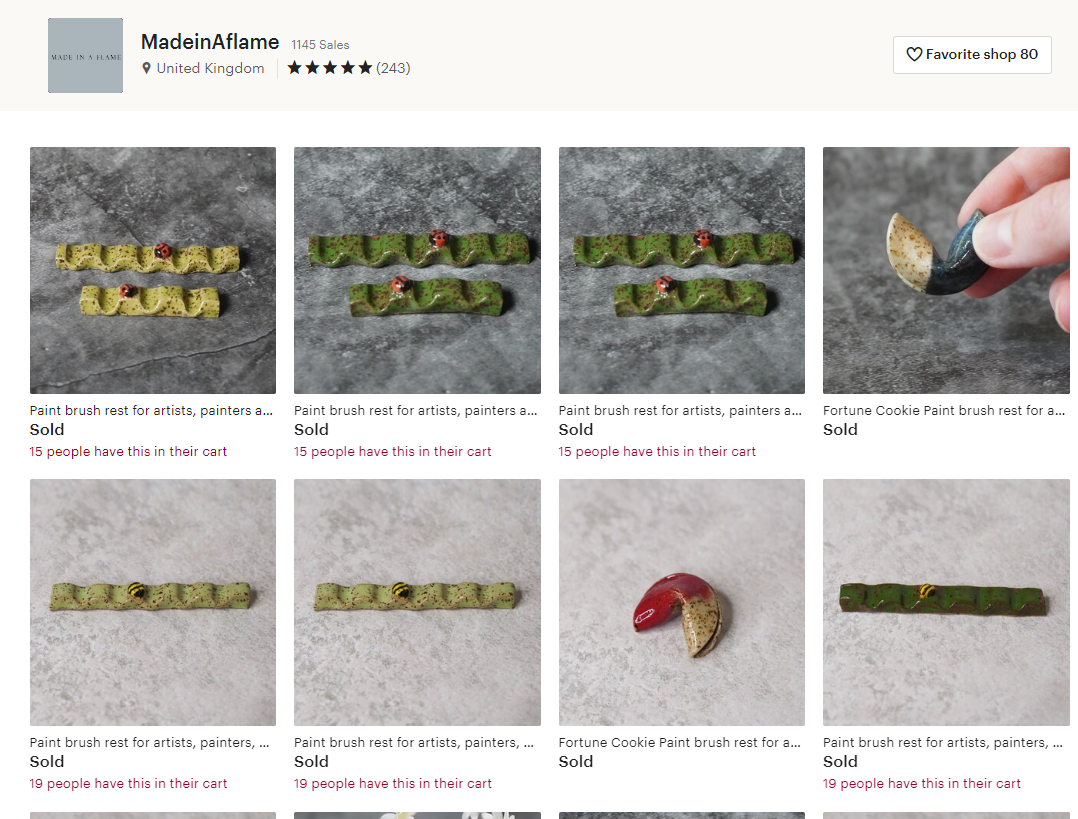 MADE IN A FLAME
MadeinAflame 1145 Sales
United Kingdom (243)
Favorite shop 80
Paint brush rest for artists, painters a...
Sold
15 people have this in their cart
Paint brush rest for artists, painters a...
Sold
15 people have this in their cart
Paint brush rest for artists, painters a...
Sold
15 people have this in their cart
Fortune Cookie Paint brush rest for a...
Sold
Paint brush rest for artists, painters, ...
Sold
19 people have this in their cart
Paint brush rest for artists, painters, ...
Sold
19 people have this in their cart
Fortune Cookie Paint brush rest for a...
Sold
Paint brush rest for artists, painters, ...
Sold
19 people have this in their cart